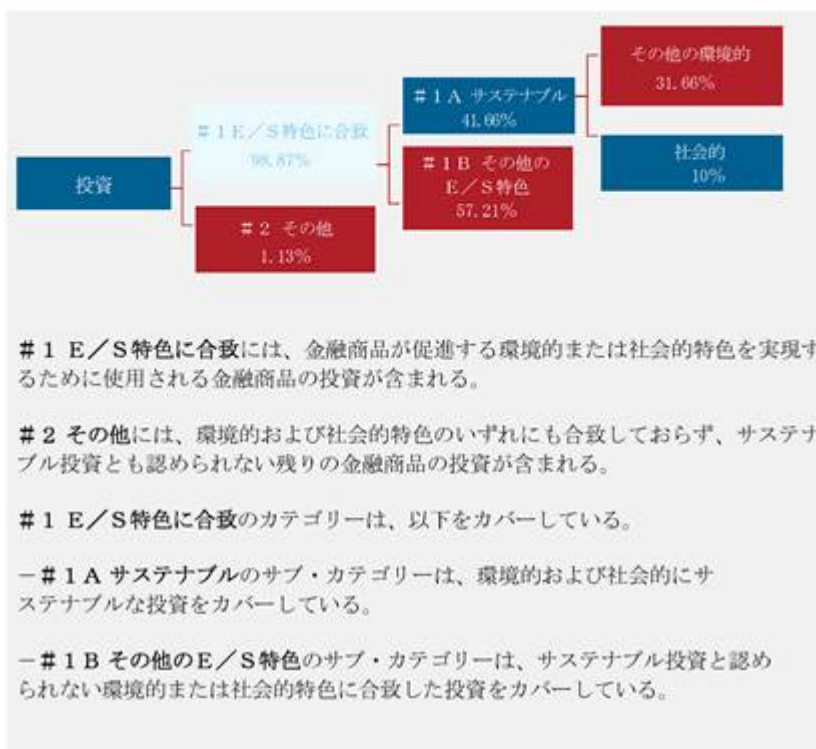 投資
#1E/S特色に合致
98.87%
#2 その他
1.13%
#1A サステナブル
41.66%
#1B その他の
E/S特色
57.21%
その他の環境的
31.66%
社会的
10%
#1 E/S特色に合致には、金融商品が促進する環境的または社会的特色を実現す
るために使用される金融商品の投資が含まれる。
#2 その他には、環境的および社会的特色のいずれにも合致しておらず、サステナ
ブル投資とも認められない残りの金融商品の投資が含まれる。
#1 E/S特色に合致のカテゴリーは、以下をカバーしている。
-#1A サステナブルのサブ・カテゴリーは、環境的および社会的にサ
ステナブルな投資をカバーしている。
-#1B その他のE/S特色のサブ・カテゴリーは、サステナブル投資と認め
られない環境的または社会的特色に合致した投資をカバーしている。